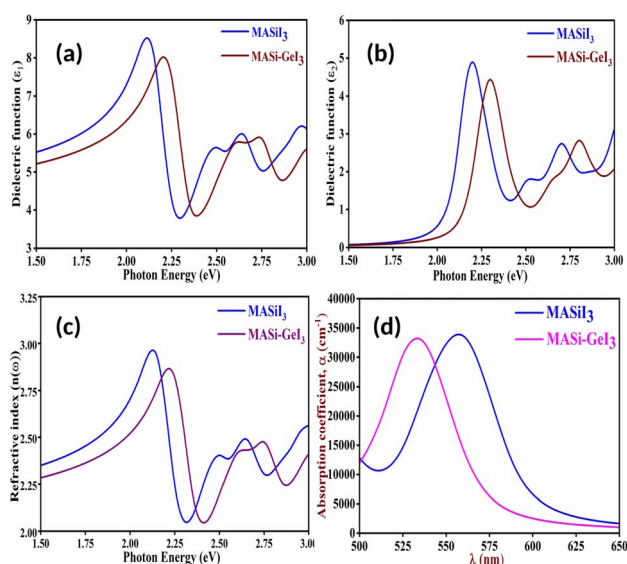 (a)
MASiI3
MASi-GeI3
Dielectric function (ε1)
9
8
7
6
5
4
3
1.50 1.75 2.00 2.25 2.50 2.75 3.00
Photon Energy (eV)
(b)
MASiI3
MASi-GeI3
Dielectric function (ε2)
6
5
4
3
2
1
0
1.50 1.75 2.00 2.25 2.50 2.75 3.00
Photon Energy (eV)
(c)
MASiI3
MASi-GeI3
Refractive index (n(ω))
3.25
3.00
2.75
2.50
2.25
2.00
1.50 1.75 2.00 2.25 2.50 2.75 3.00
Photon Energy (eV)
(d)
MASiI3
MASi-GeI3
Absorption coefficient, α (cm-1)
40000
35000
30000
25000
20000
15000
10000
5000
0
500 525 550 575 600 625 650
λ (nm)